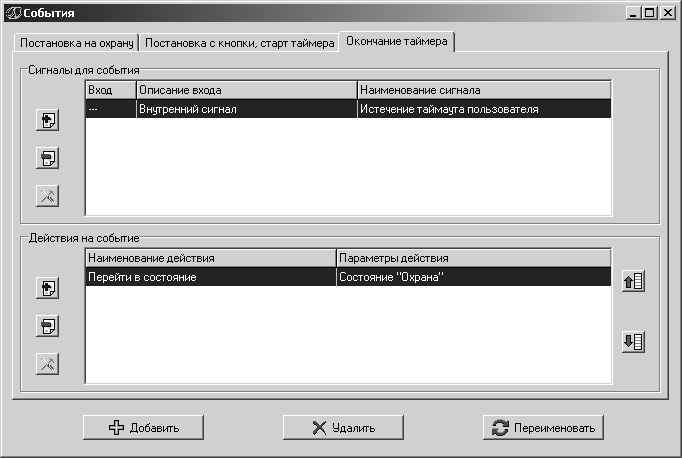 События
Постановка на охрану Постановка с кнопки, старт таймера Окончание таймера
Сигналы для события
Вход Описание входа Наименование сигнала
--- Внутренний сигнал Истечение таймаута пользователя
Действия на событие
Наименование действия Параметры действия
Перейти в состояние Состояние "Охрана"
Добавить Удалить Переименовать